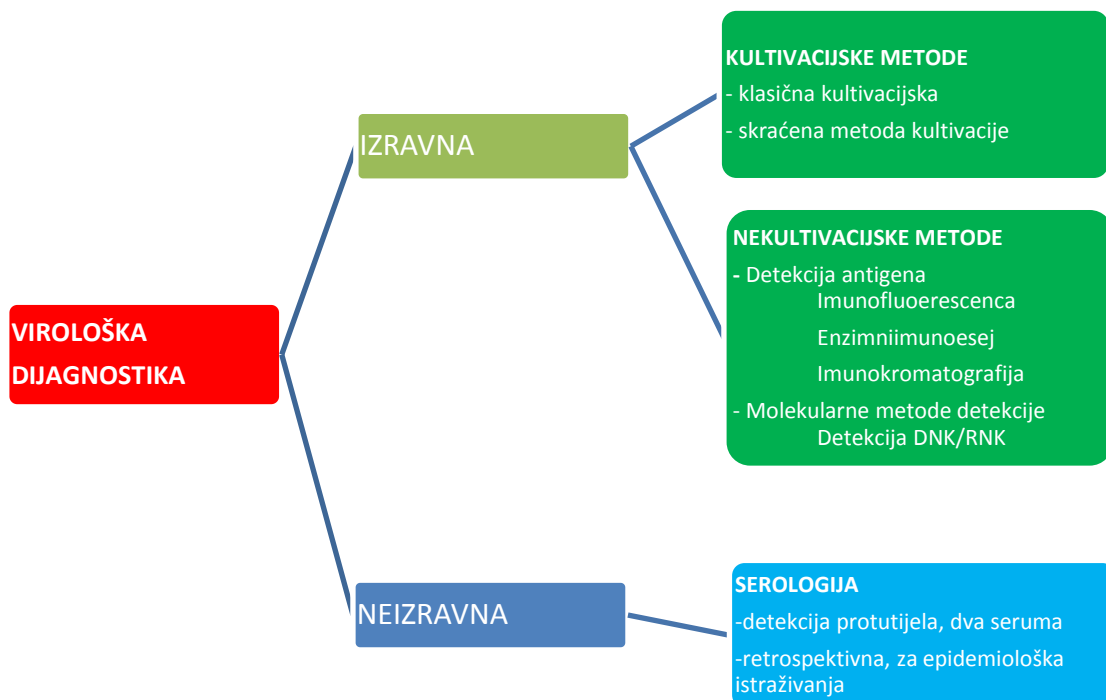 VIROLOŠKA
DIJAGNOSTIKA
IZRAVNA
KULTIVACIJSKE METODE
- klasična kultivacijska
- skraćena metoda kultivacije
NEKULTIVACIJSKE METODE
- Detekcija antigena
Imunofluoerescenca
Enzimniimunoesej
Imunokromatografija
- Molekularne metode detekcije
Detekcija DNK/RNK
NEIZRAVNA
SEROLOGIJA
-detekcija protutijela, dva seruma
-retrospektivna, za epidemiološka
istraživanja